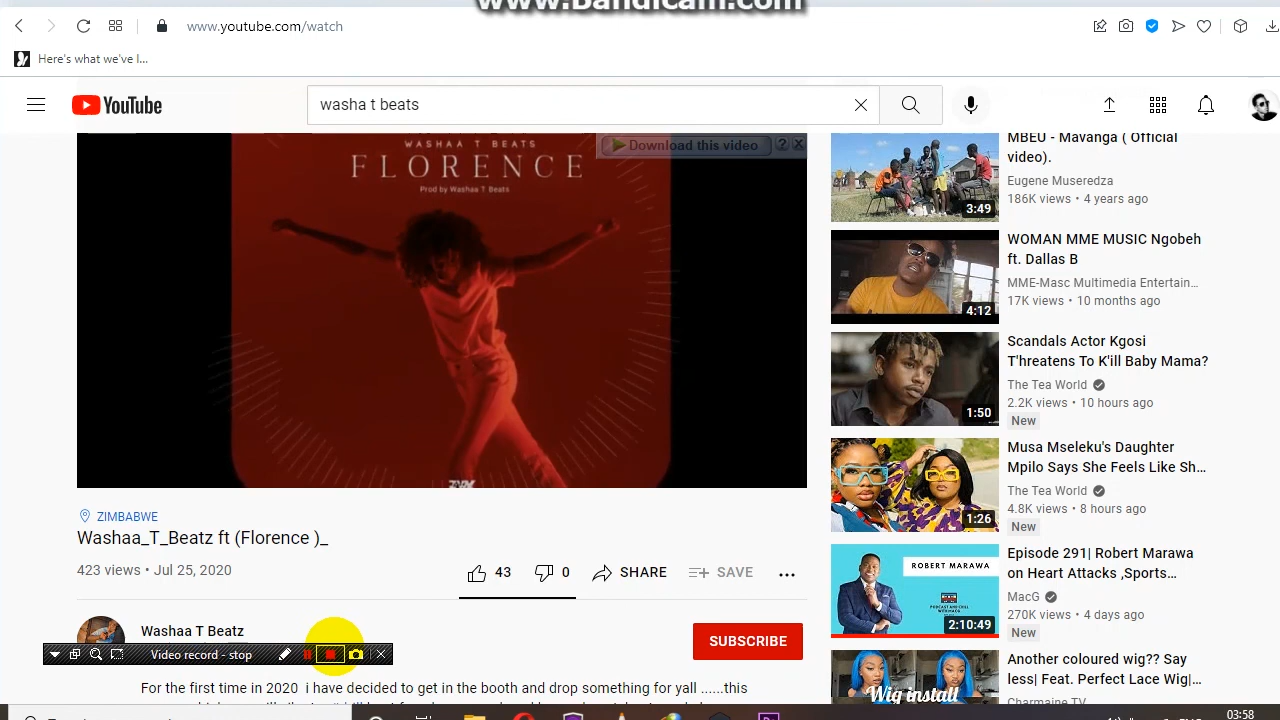 www.Bandicam.com
www.youtube.com/watch
Here's what we've l...
YouTube
washa t beats
WASHAA T BEATS
FLORENCE
Prod by Washaa T Beats
Download this video
ZIMBABWE
Washaa_T_Beatz ft (Florence )_
423 views • Jul 25, 2020
43
0
SHARE
SAVE
Washaa T Beatz
SUBSCRIBE
Video record - stop
For the first time in 2020 i have decided to get in the booth and drop something for yall ......this
MBEU - Mavanga ( Official
video).
Eugene Museredza
186K views • 4 years ago
3:49
WOMAN MME MUSIC Ngobeh
ft. Dallas B
MME-Masc Multimedia Entertain...
17K views • 10 months ago
4:12
Scandals Actor Kgosi
T'hreatens To K'ill Baby Mama?
The Tea World
2.2K views • 10 hours ago
New
1:50
Musa Mseleku's Daughter
Mpilo Says She Feels Like Sh...
The Tea World
4.8K views • 8 hours ago
New
1:26
Episode 291| Robert Marawa
on Heart Attacks ,Sports...
MacG
270K views • 4 days ago
New
ROBERT MARAWA
2:10:49
Another coloured wig?? Say
less| Feat. Perfect Lace Wig|...
Charmaine TV
Wig install
03:58